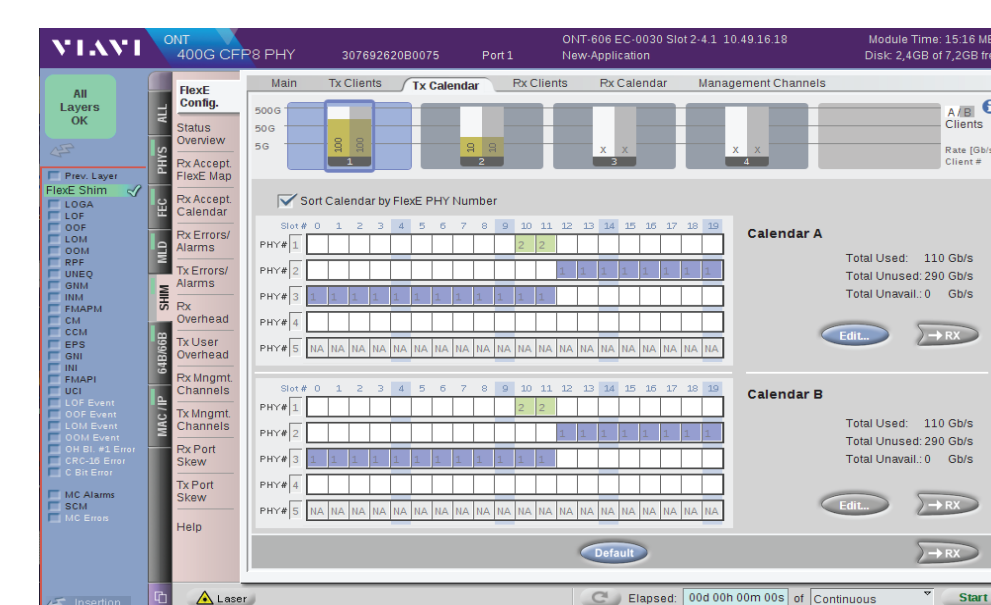 VIAVI
ONT
400G CFP8 PHY
307692620B0075
Port 1
ONT-606 EC-0030 Slot 2-4.1 10.49.16.18
New-Application
Module Time: 15:16 ME
Disk: 2,4GB of 7,2GB fre
All
Layers
OK
Prev. Layer
FlexE Shim
LOGA
LOF
OOF
LOM
OOM
RPF
UNEQ
GNM
INM
FMAPM
CM
CCM
EPS
GNI
INI
FMAPI
UCI
LOF Event
OOF Event
LOM Event
OOM Event
OH Bl. #1 Error
CRC-16 Error
C Bit Error
MC Alarms
SCM
MC Errors
Insertion
ALL
PHYS
FEC
MLD
SHIM
64B/66B
MAC / IP
FlexE
Config.
Status
Overview
Rx Accept.
FlexE Map
Rx Accept.
Calendar
Rx Errors/
Alarms
Tx Errors/
Alarms
Rx
Overhead
Tx User
Overhead
Rx Mngmt.
Channels
Tx Mngmt.
Channels
Rx Port
Skew
Tx Port
Skew
Help
Main Tx Clients Tx Calendar Rx Clients Rx Calendar Management Channels
500G
50G
5G
100 100 10 10 X X X X
1 2 3 4
A / B
Clients
Rate [Gb/s
Client #
Sort Calendar by FlexE PHY Number
Slot # 0 1 2 3 4 5 6 7 8 9 10 11 12 13 14 15 16 17 18 19
PHY# 1 2 2
PHY# 2 1 1 1 1 1 1 1 1
PHY# 3 1 1 1 1 1 1 1 1 1 1 1 1
PHY# 4
PHY# 5 NA NA NA NA NA NA NA NA NA NA NA NA NA NA NA NA NA NA NA NA
Calendar A
Total Used: 110 Gb/s
Total Unused: 290 Gb/s
Total Unavail.: 0 Gb/s
Edit... → RX
Slot # 0 1 2 3 4 5 6 7 8 9 10 11 12 13 14 15 16 17 18 19
PHY# 1 2 2
PHY# 2 1 1 1 1 1 1 1 1
PHY# 3 1 1 1 1 1 1 1 1 1 1 1 1
PHY# 4
PHY# 5 NA NA NA NA NA NA NA NA NA NA NA NA NA NA NA NA NA NA NA NA
Calendar B
Total Used: 110 Gb/s
Total Unused: 290 Gb/s
Total Unavail.: 0 Gb/s
Edit... → RX
Default → RX
Laser
Elapsed: 00d 00h 00m 00s of Continuous Start